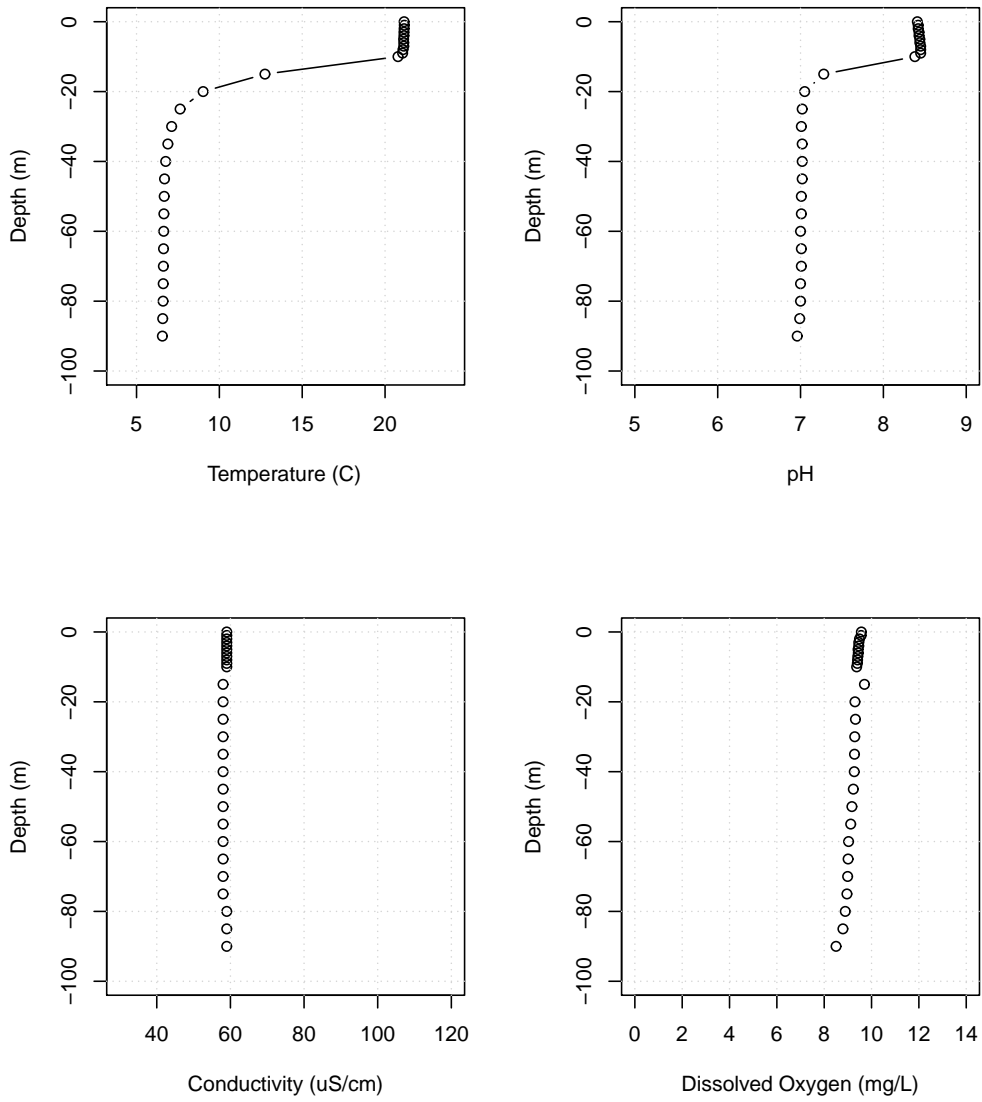 0
−20
−40
−60
−80
−100
Depth (m)
5 10 15 20
Temperature (C)
0
−20
−40
−60
−80
−100
Depth (m)
5 6 7 8 9
pH
0
−20
−40
−60
−80
−100
Depth (m)
40 60 80 100 120
Conductivity (uS/cm)
0
−20
−40
−60
−80
−100
Depth (m)
0 2 4 6 8 10 12 14
Dissolved Oxygen (mg/L)